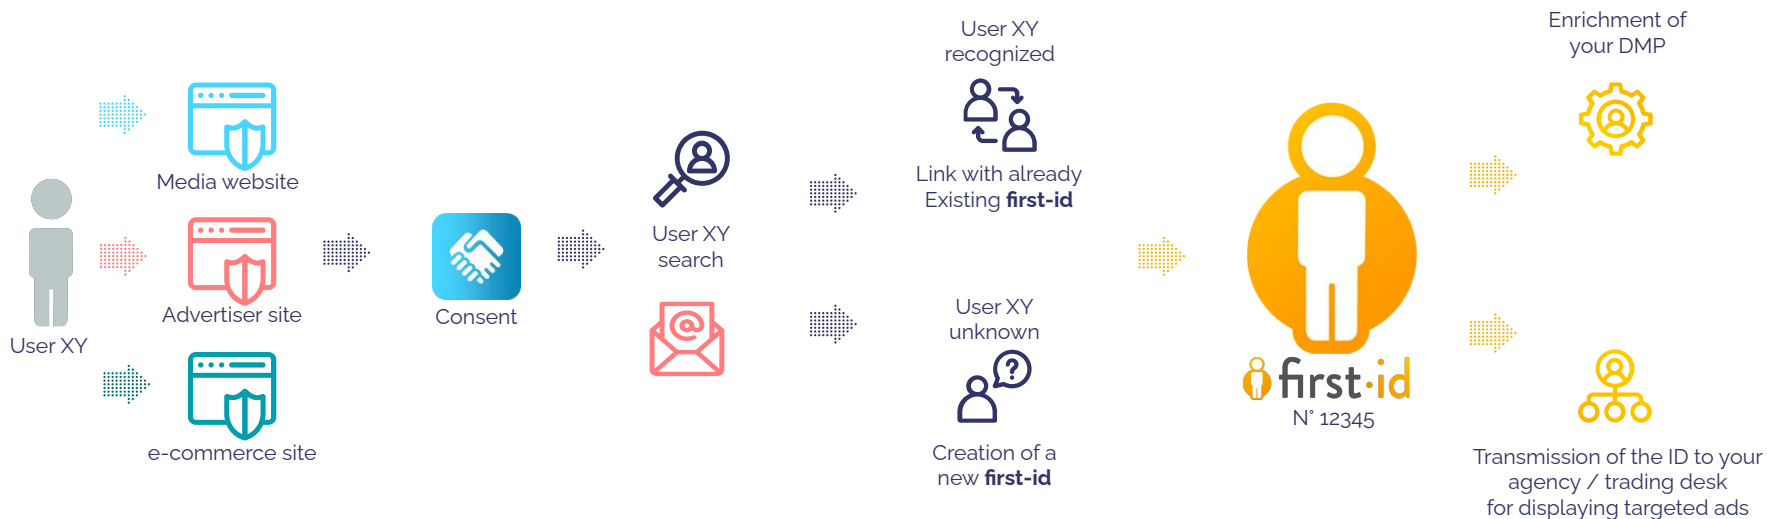 User XY
Media website
Advertiser site
e-commerce site
Consent
User XY
search
@
User XY
recognized
Link with already
Existing first-id
User XY
unknown
?
Creation of a
new first-id
first·id
N° 12345
Enrichment of
your DMP
Transmission of the ID to your
agency / trading desk
for displaying targeted ads